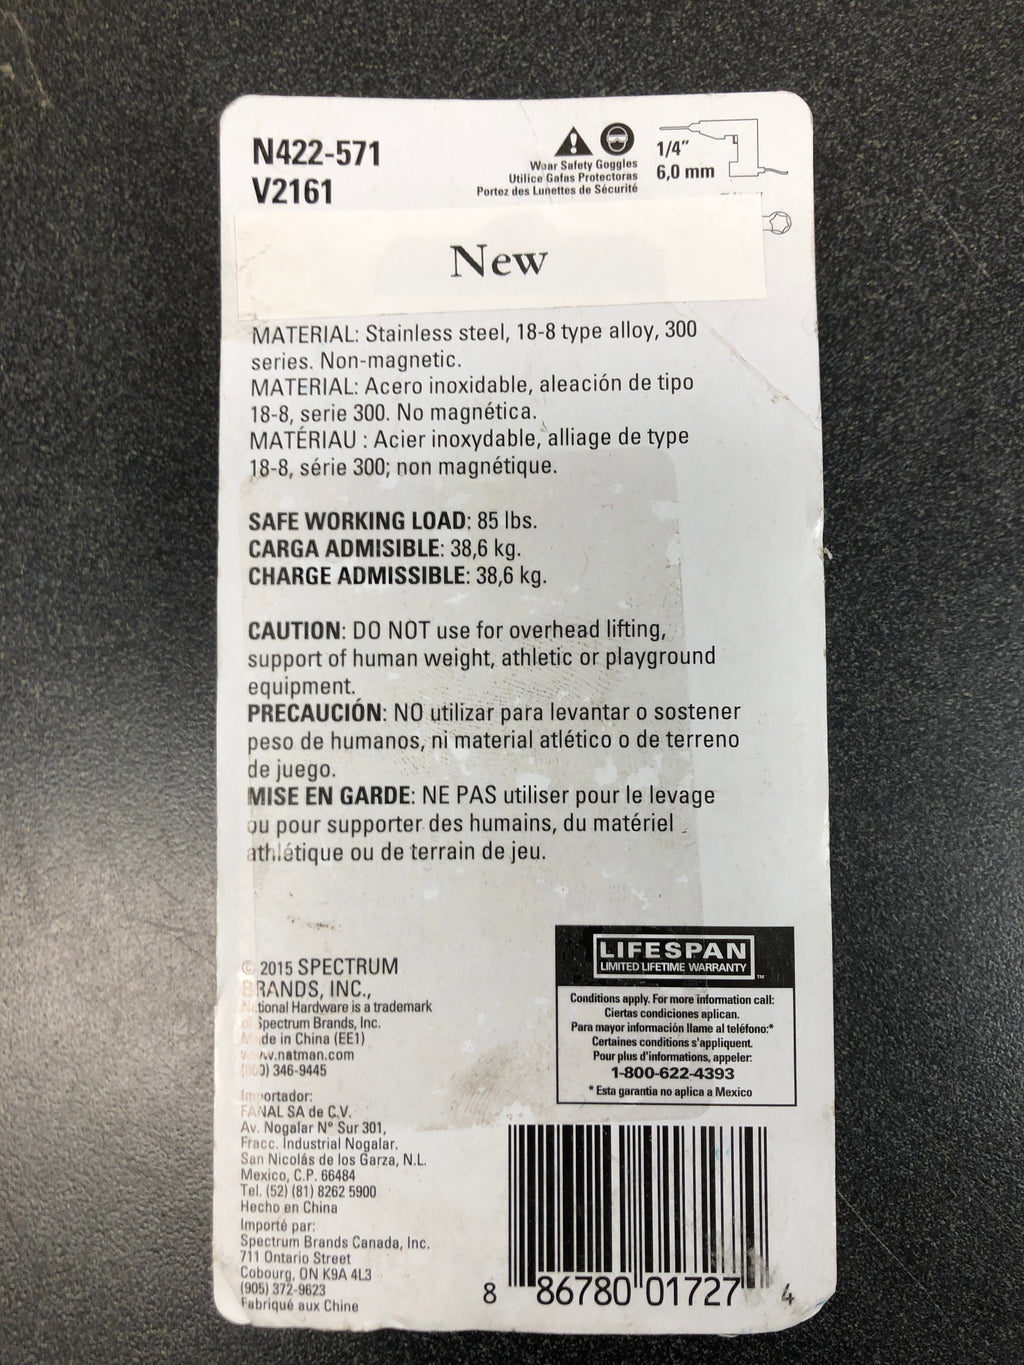 N422-571
V2161
Wear Safety Goggles
Utilice Gafas Protectoras
Portez des Lunettes de Sécurité
1/4"
6,0 mm
New
MATERIAL: Stainless steel, 18-8 type alloy, 300
series. Non-magnetic.
MATERIAL: Acero inoxidable, aleación de tipo
18-8, serie 300. No magnética.
MATÉRIAU : Acier inoxydable, alliage de type
18-8, série 300; non magnétique.
SAFE WORKING LOAD: 85 lbs.
CARGA ADMISIBLE: 38,6 kg.
CHARGE ADMISSIBLE: 38,6 kg.
CAUTION: DO NOT use for overhead lifting,
support of human weight, athletic or playground
equipment.
PRECAUCIÓN: NO utilizar para levantar o sostener
peso de humanos, ni material atlético o de terreno
de juego.
MISE EN GARDE: NE PAS utiliser pour le levage
ou pour supporter des humains, du matériel
athlétique ou de terrain de jeu.
© 2015 SPECTRUM
BRANDS, INC.,
National Hardware is a trademark
of Spectrum Brands, Inc.
Made in China (EE1)
www.natman.com
(800) 346-9445
Importador:
FANAL SA de C.V.
Av. Nogalar N° Sur 301,
Fracc. Industrial Nogalar.
San Nicolás de los Garza, N.L.
Mexico, C.P. 66484
Tel. (52) (81) 8262 5900
Hecho en China
Importé par:
Spectrum Brands Canada, Inc.
711 Ontario Street
Cobourg, ON K9A 4L3
(905) 372-9623
Fabriqué aux Chine
LIFESPAN
LIMITED LIFETIME WARRANTY
TM
Conditions apply. For more information call:
Ciertas condiciones aplican.
Para mayor información llame al teléfono:*
Certaines conditions s'appliquent.
Pour plus d'informations, appeler:
1-800-622-4393
* Esta garantia no aplica a Mexico
8 86780 01727 4